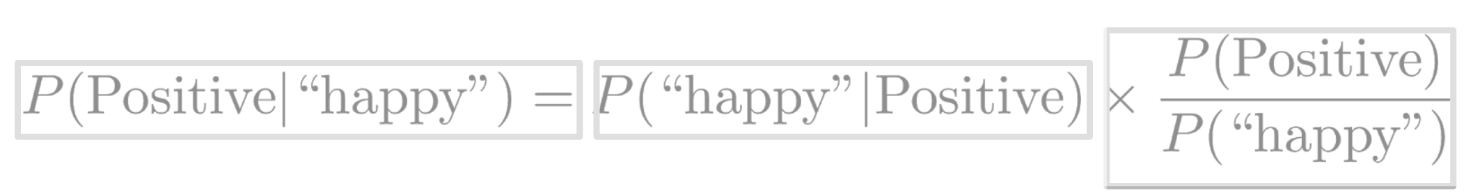 P(Positive|“happy”) = P(“happy”|Positive) × P(Positive)
P(“happy”)